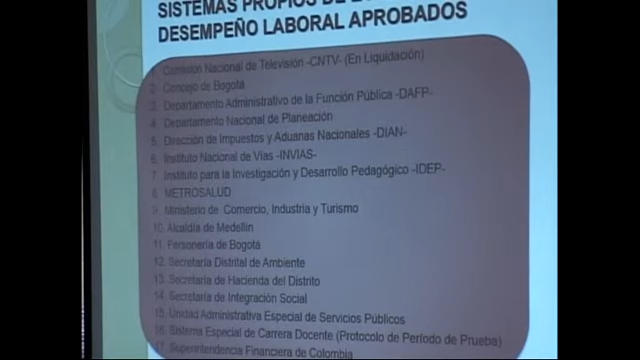 SISTEMAS PROPIOS DE
DESEMPEÑO LABORAL APROBADOS
1. Comisión Nacional de Televisión -CNTV- (En Liquidación)
2. Concejo de Bogotá
3. Departamento Administrativo de la Función Pública -DAFP-
4. Departamento Nacional de Planeación
5. Dirección de Impuestos y Aduanas Nacionales -DIAN-
6. Instituto Nacional de Vías -INVIAS-
7. Instituto para la Investigación y Desarrollo Pedagógico -IDEP-
8. METROSALUD
9. Ministerio de Comercio, Industria y Turismo
10. Alcaldía de Medellín
11. Personería de Bogotá
12. Secretaría Distrital de Ambiente
13. Secretaría de Hacienda del Distrito
14. Secretaría de Integración Social
15. Unidad Administrativa Especial de Servicios Públicos
16. Sistema Especial de Carrera Docente (Protocolo de Período de Prueba)
17. Superintendencia Financiera de Colombia